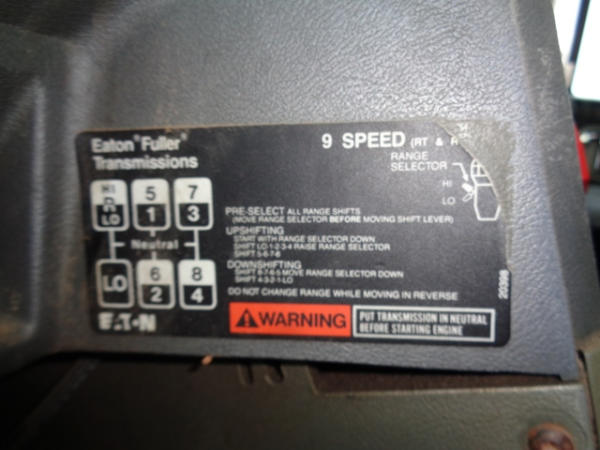 Eaton® Fuller®
Transmissions
9 SPEED (RT & R
RANGE
SELECTOR
HI
LO
HI
R
LO
5
1
7
3
Neutral
LO
6
2
8
4
EATON
PRE-SELECT ALL RANGE SHIFTS
(MOVE RANGE SELECTOR BEFORE MOVING SHIFT LEVER)
UPSHIFTING
START WITH RANGE SELECTOR DOWN
SHIFT LO-1-2-3-4 RAISE RANGE SELECTOR
SHIFT 5-6-7-8
DOWNSHIFTING
SHIFT 8-7-6-5 MOVE RANGE SELECTOR DOWN
SHIFT 4-3-2-1-LO
DO NOT CHANGE RANGE WHILE MOVING IN REVERSE
WARNING
PUT TRANSMISSION IN NEUTRAL
BEFORE STARTING ENGINE